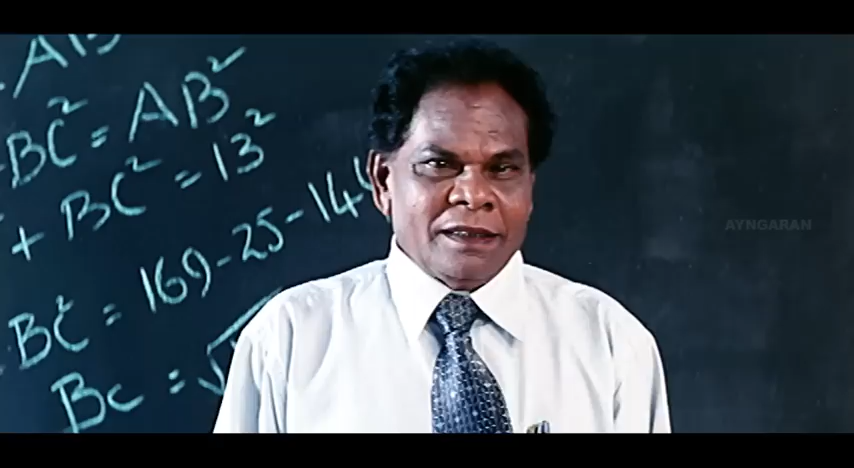 AB
BC² = AB²
+ BC² = 13²
BC² = 169-25-144
BC = √
AYNGARAN